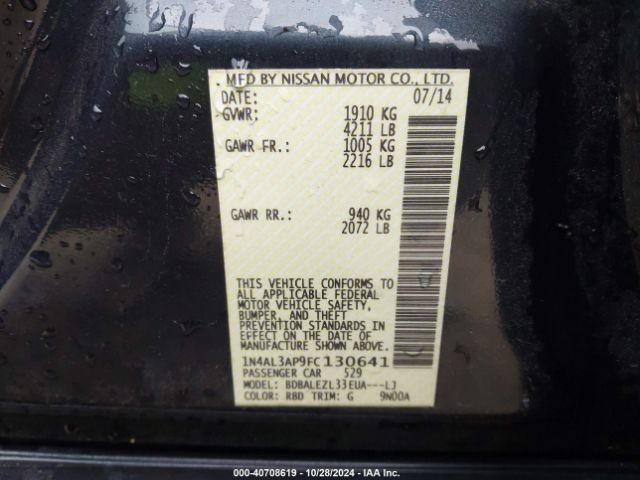 MFD BY NISSAN MOTOR CO., LTD.
DATE: 07/14
GVWR: 1910 KG
4211 LB
GAWR FR.: 1005 KG
2216 LB
GAWR RR.: 940 KG
2072 LB
THIS VEHICLE CONFORMS TO
ALL APPLICABLE FEDERAL
MOTOR VEHICLE SAFETY,
BUMPER, AND THEFT
PREVENTION STANDARDS IN
EFFECT ON THE DATE OF
MANUFACTURE SHOWN ABOVE.
1N4AL3AP9FC130641
PASSENGER CAR 529
MODEL: BDBALEZL33EUA---LJ
COLOR: RBD TRIM: G 9N00A
000-40708619 • 10/28/2024 • IAA Inc.